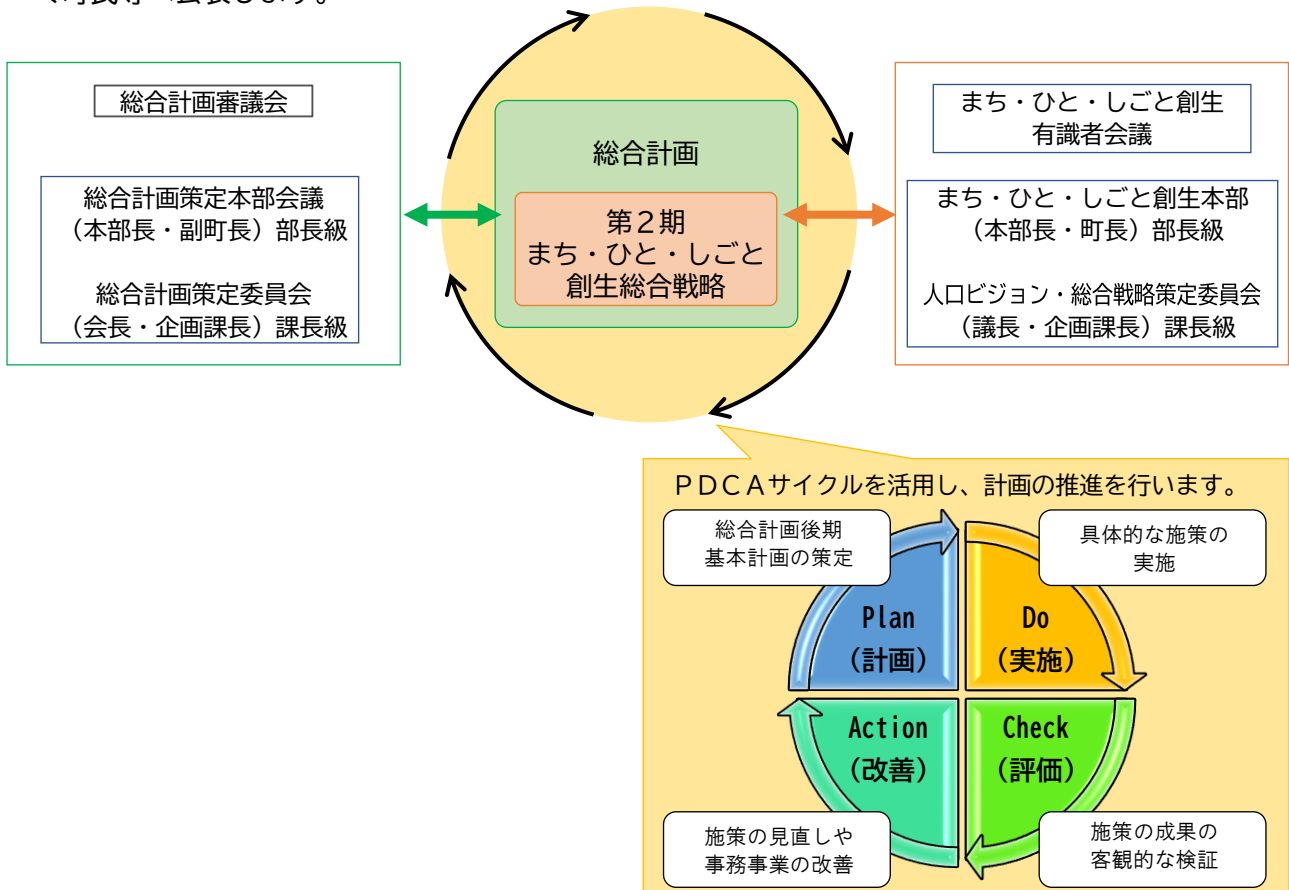 総合計画審議会
総合計画策定本部会議
（本部長・副町長）部長級
総合計画策定委員会
（会長・企画課長）課長級
総合計画
第２期
まち・ひと・しごと
創生総合戦略
まち・ひと・しごと創生
有識者会議
まち・ひと・しごと創生本部
（本部長・町長）部長級
人口ビジョン・総合戦略策定委員会
（議長・企画課長）課長級
ＰＤＣＡサイクルを活用し、計画の推進を行います。
総合計画後期
基本計画の策定
具体的な施策の
実施
Plan
（計画）
Do
（実施）
Action
（改善）
Check
（評価）
施策の見直しや
事務事業の改善
施策の成果の
客観的な検証